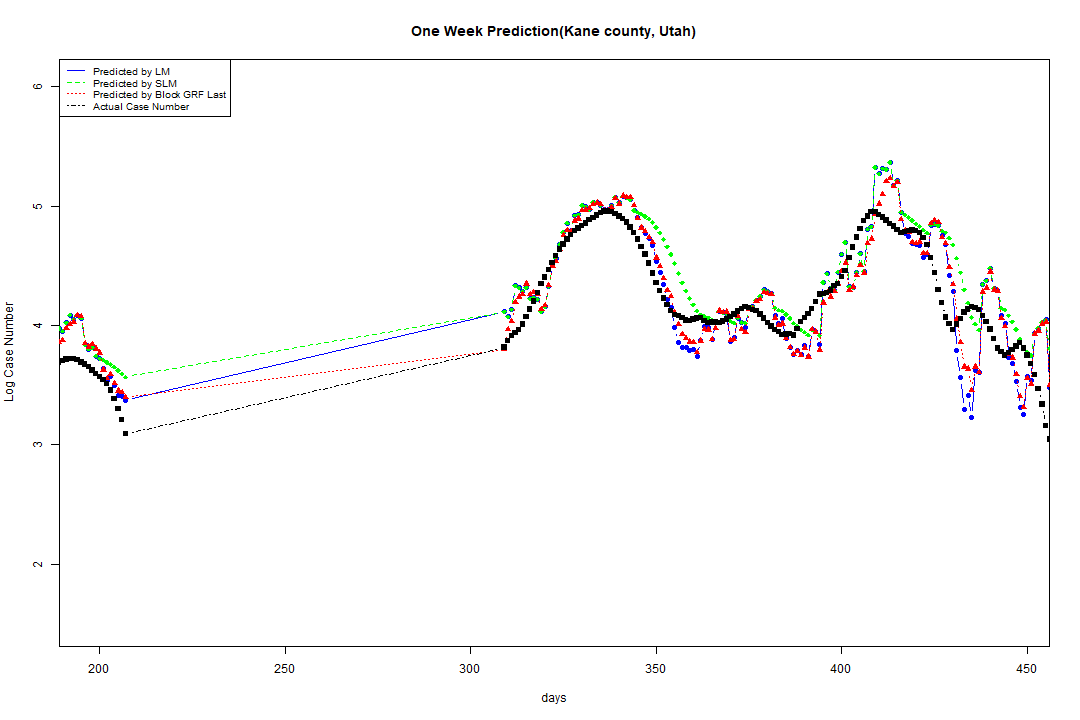 One Week Prediction(Kane county, Utah)
Predicted by LM
Predicted by SLM
Predicted by Block GRF Last
Actual Case Number
6
5
4
3
2
Log Case Number
200 250 300 350 400 450
days